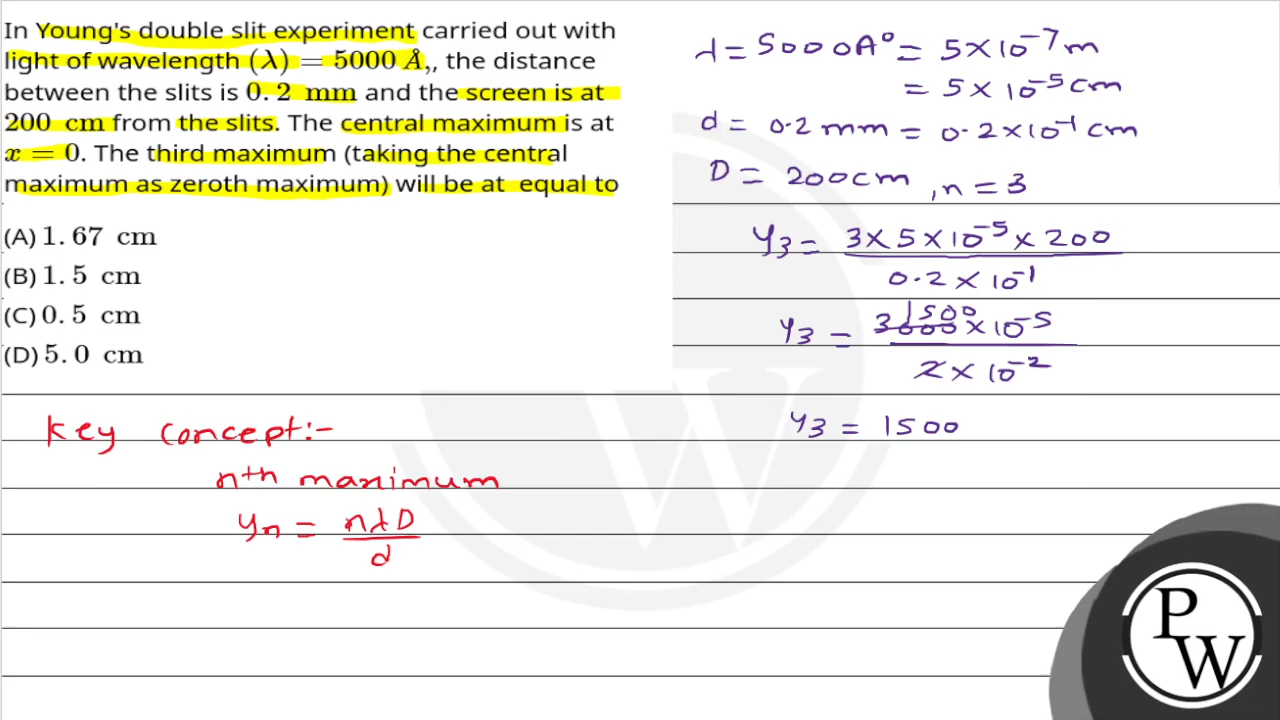 In Young's double slit experiment carried out with
light of wavelength (λ) = 5000 Å,, the distance
between the slits is 0.2 mm and the screen is at
200 cm from the slits. The central maximum is at
x = 0. The third maximum (taking the central
maximum as zeroth maximum) will be at equal to
(A) 1.67 cm
(B) 1.5 cm
(C) 0.5 cm
(D) 5.0 cm
Key concept:-
nth maximum
yn = nλD
d
λ = 5000A° = 5×10⁻⁷m
= 5×10⁻⁵cm
d = 0.2 mm = 0.2×10⁻¹ cm
D = 200cm , n = 3
y3 = 3×5×10⁻⁵×200
0.2×10⁻¹
1500
y3 = 3000×10⁻⁵
2×10⁻²
y3 = 1500
P
W